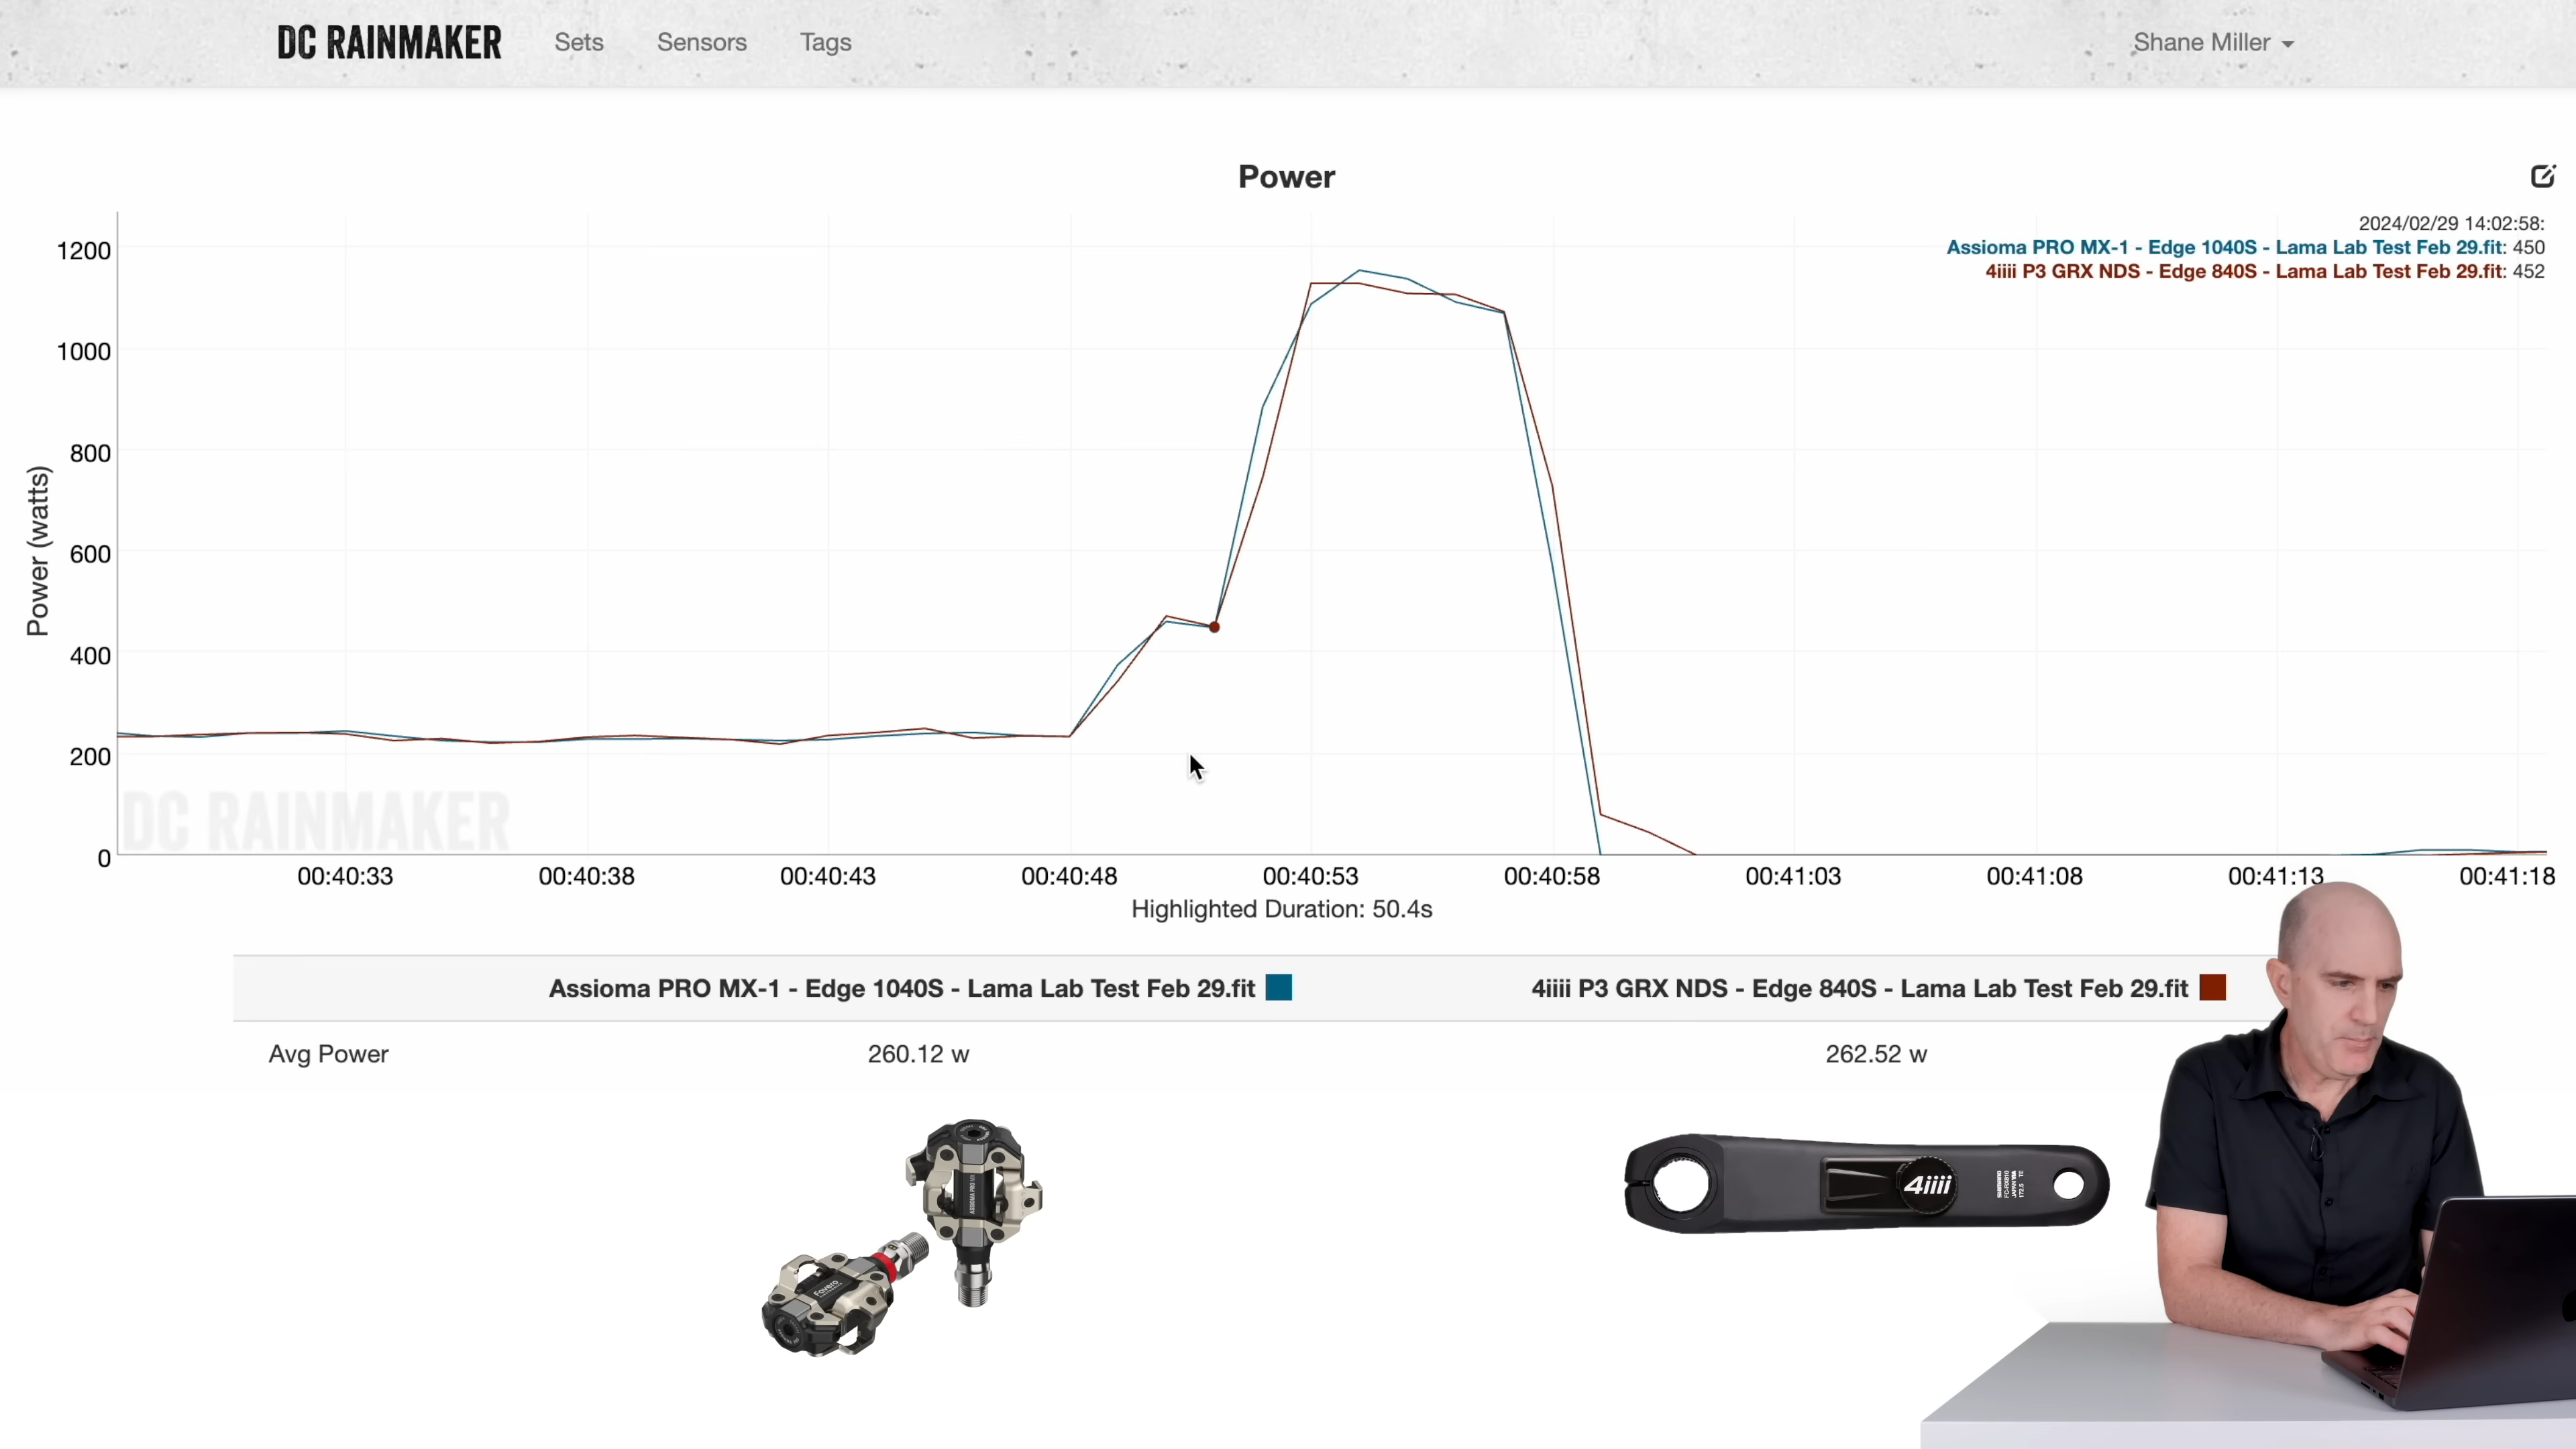 DC RAINMAKER Sets Sensors Tags Shane Miller
Power
2024/02/29 14:02:58:
Assioma PRO MX-1 - Edge 1040S - Lama Lab Test Feb 29.fit: 450
4iiii P3 GRX NDS - Edge 840S - Lama Lab Test Feb 29.fit: 452
1200
1000
800
600
400
200
0
Power (watts)
DC RAINMAKER
00:40:33 00:40:38 00:40:43 00:40:48 00:40:53 00:40:58 00:41:03 00:41:08 00:41:13 00:41:18
Highlighted Duration: 50.4s
Assioma PRO MX-1 - Edge 1040S - Lama Lab Test Feb 29.fit 4iiii P3 GRX NDS - Edge 840S - Lama Lab Test Feb 29.fit
Avg Power 260.12 w 262.52 w
ASSIOMA PRO
Favero
4iiii
SHIMANO
172.5